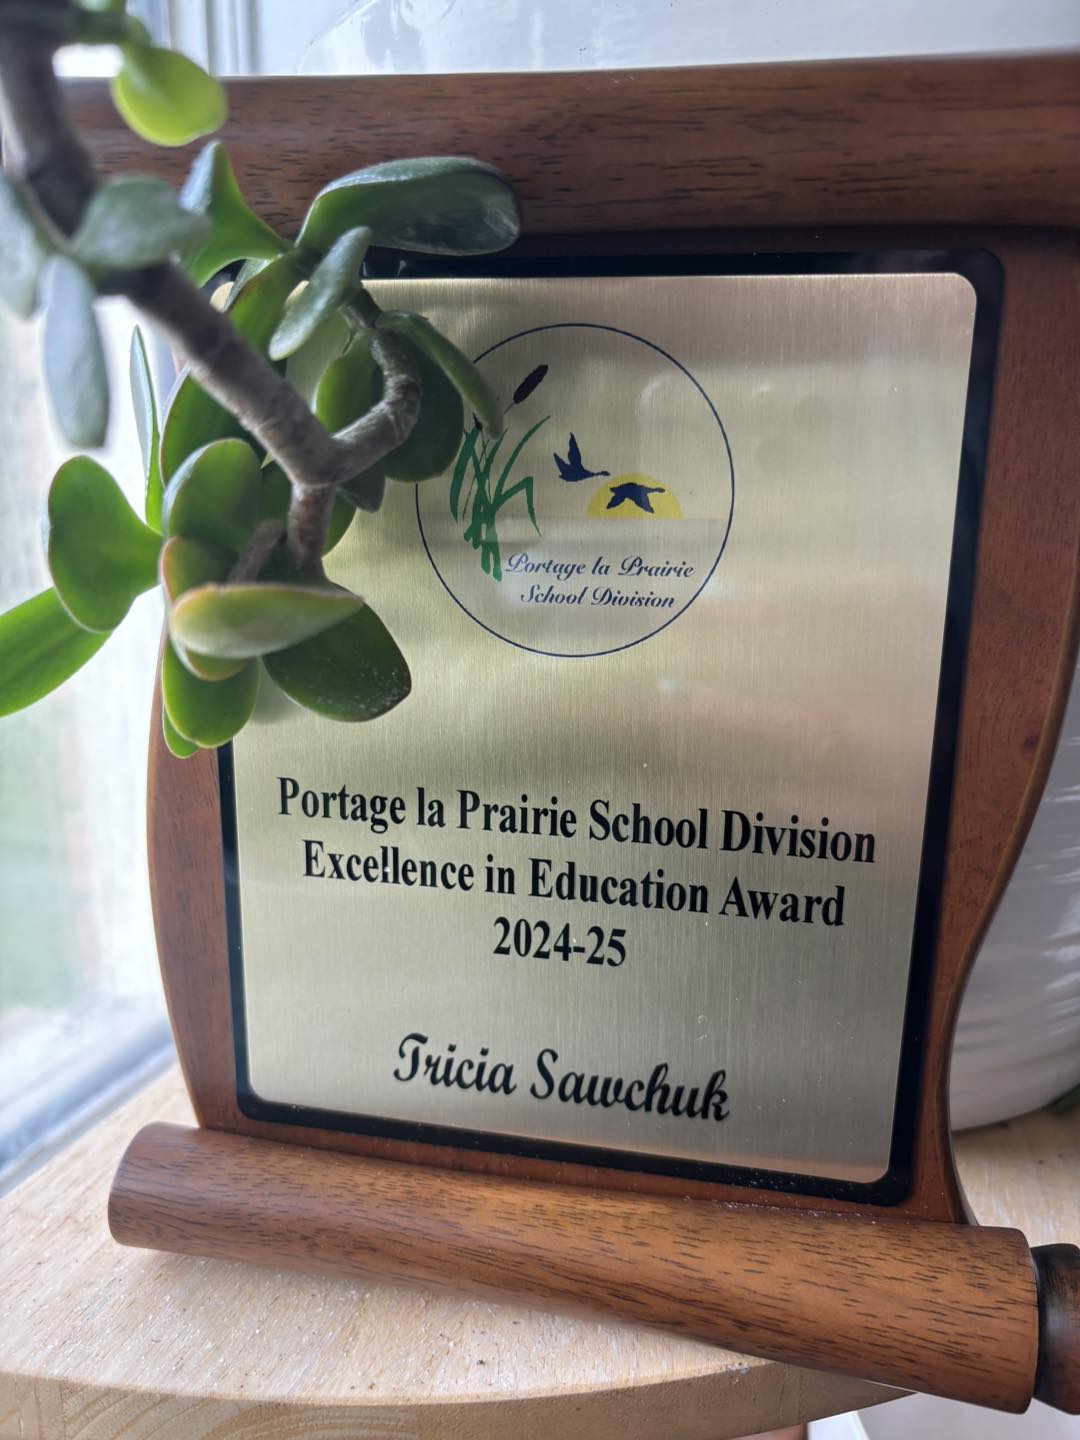 Portage la Prairie
School Division
Portage la Prairie School Division
Excellence in Education Award
2024-25
Tricia Sawchuk